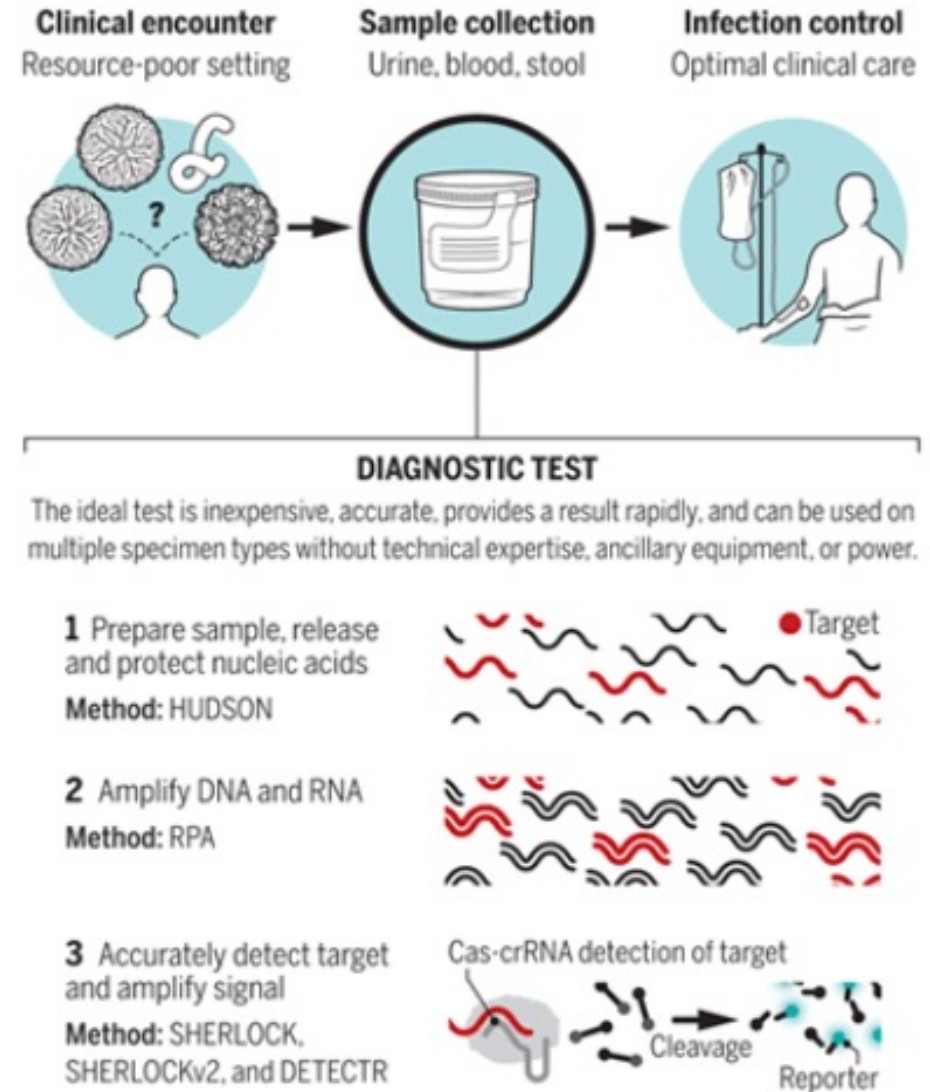 Clinical encounter
Resource-poor setting
Sample collection
Urine, blood, stool
Infection control
Optimal clinical care
?
DIAGNOSTIC TEST
The ideal test is inexpensive, accurate, provides a result rapidly, and can be used on
multiple specimen types without technical expertise, ancillary equipment, or power.
1 Prepare sample, release
and protect nucleic acids
Method: HUDSON
Target
2 Amplify DNA and RNA
Method: RPA
3 Accurately detect target
and amplify signal
Method: SHERLOCK,
SHERLOCKv2, and DETECTR
Cas-crRNA detection of target
Cleavage
Reporter